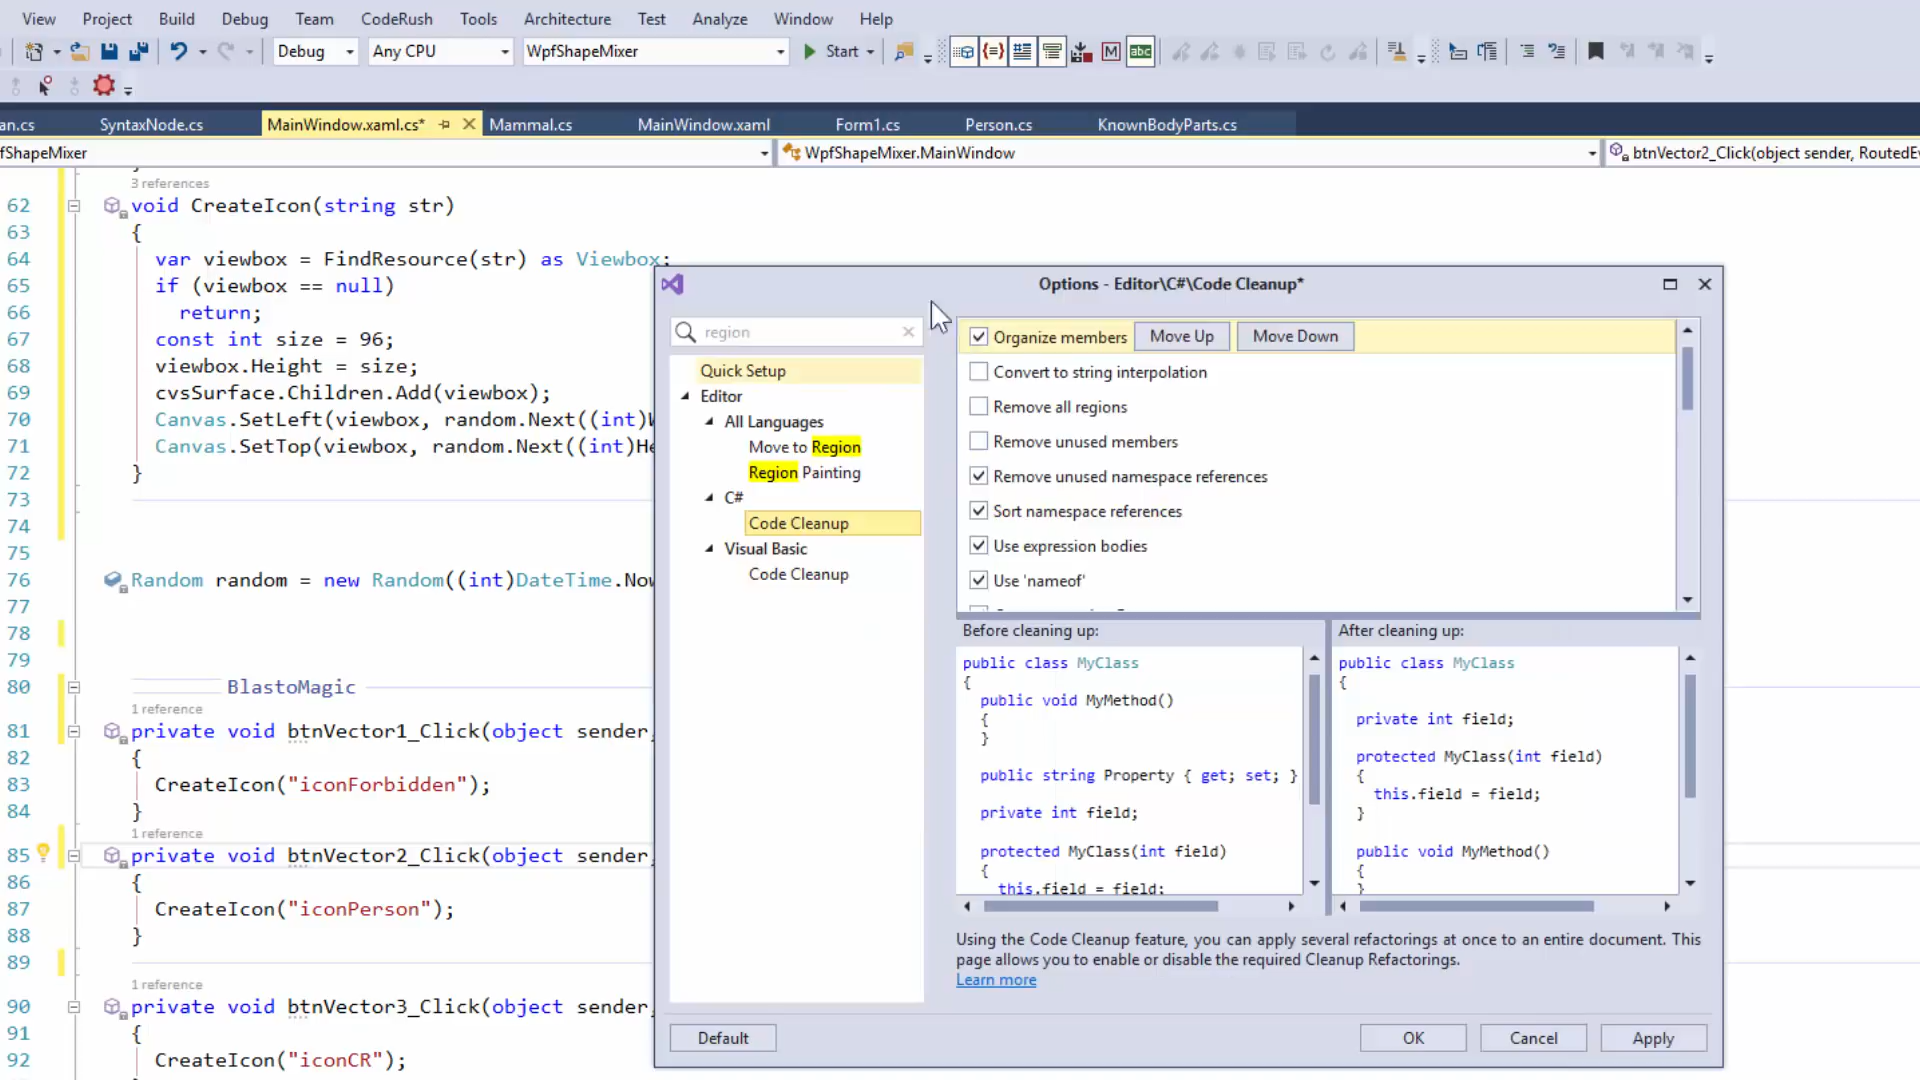 View Project Build Debug Team CodeRush Tools Architecture Test Analyze Window Help
Debug Any CPU WpfShapeMixer Start
an.cs SyntaxNode.cs MainWindow.xaml.cs* Mammal.cs MainWindow.xaml Form1.cs Person.cs KnownBodyParts.cs
fShapeMixer WpfShapeMixer.MainWindow btnVector2_Click(object sender, RoutedEv
3 references
62 void CreateIcon(string str)
63 {
64 var viewbox = FindResource(str) as Viewbox;
65 if (viewbox == null)
66 return;
67 const int size = 96;
68 viewbox.Height = size;
69 cvsSurface.Children.Add(viewbox);
70 Canvas.SetLeft(viewbox, random.Next((int)W
71 Canvas.SetTop(viewbox, random.Next((int)He
72 }
73
74
75
76 Random random = new Random((int)DateTime.Now
77
78
79
80 BlastoMagic
1 reference
81 private void btnVector1_Click(object sender,
82 {
83 CreateIcon("iconForbidden");
84 }
1 reference
85 private void btnVector2_Click(object sender,
86 {
87 CreateIcon("iconPerson");
88 }
89
1 reference
90 private void btnVector3_Click(object sender,
91 {
92 CreateIcon("iconCR");
Options - Editor\C#\Code Cleanup*
region
Quick Setup
Editor
All Languages
Move to Region
Region Painting
C#
Code Cleanup
Visual Basic
Code Cleanup
Organize members Move Up Move Down
Convert to string interpolation
Remove all regions
Remove unused members
Remove unused namespace references
Sort namespace references
Use expression bodies
Use 'nameof'
Before cleaning up:
public class MyClass
{
public void MyMethod()
{
}
public string Property { get; set; }
private int field;
protected MyClass(int field)
{
this.field = field;
After cleaning up:
public class MyClass
{
private int field;
protected MyClass(int field)
{
this.field = field;
}
public void MyMethod()
{
}
Using the Code Cleanup feature, you can apply several refactorings at once to an entire document. This
page allows you to enable or disable the required Cleanup Refactorings.
Learn more
Default OK Cancel Apply